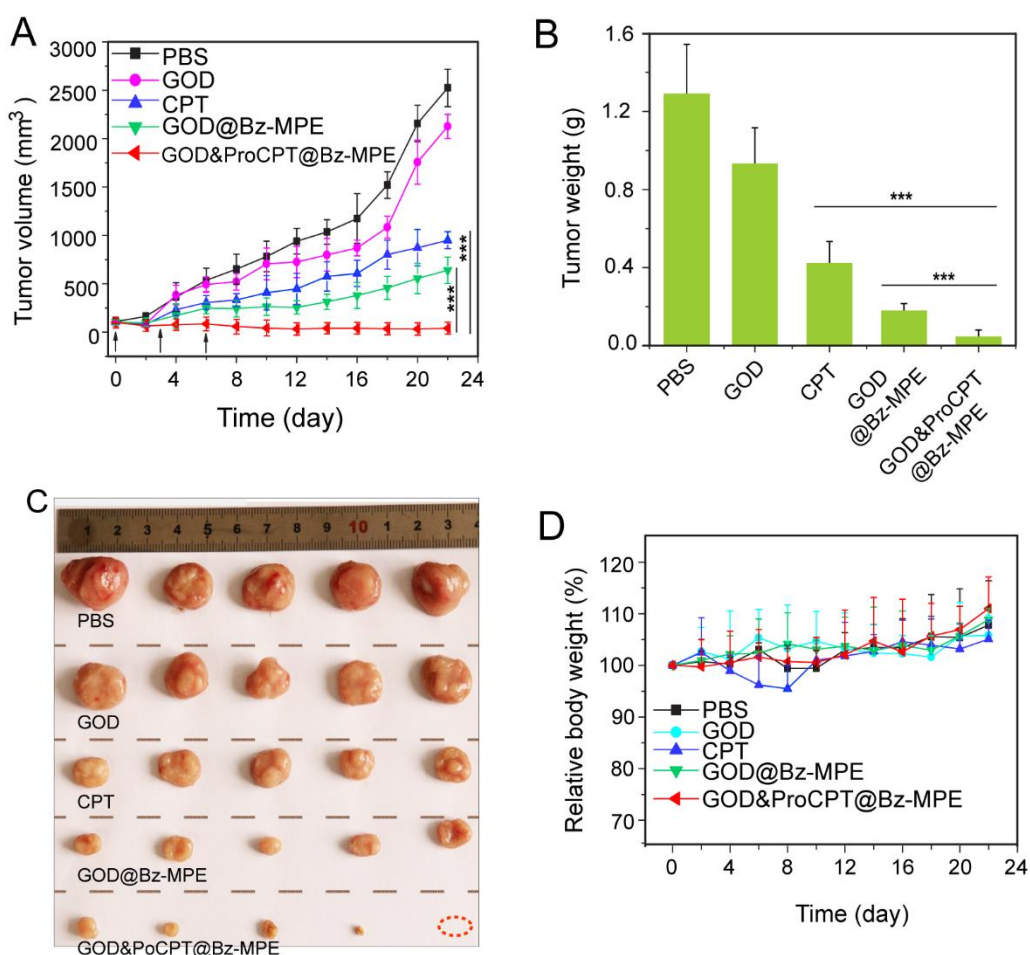 A
Tumor volume (mm³)
3000
2500
2000
1500
1000
500
0
PBS
GOD
CPT
GOD@Bz-MPE
GOD&ProCPT@Bz-MPE
***
***
0 4 8 12 16 20 24
Time (day)
B
Tumor weight (g)
1.6
1.2
0.8
0.4
0.0
***
***
PBS
GOD
CPT
GOD
@Bz-MPE
GOD&ProCPT
@Bz-MPE
C
1 2 3 4 5 6 7 8 9 10 1 2 3 4
PBS
GOD
CPT
GOD@Bz-MPE
GOD&PoCPT@Bz-MPE
D
Relative body weight (%)
120
110
100
90
80
70
PBS
GOD
CPT
GOD@Bz-MPE
GOD&ProCPT@Bz-MPE
0 4 8 12 16 20 24
Time (day)